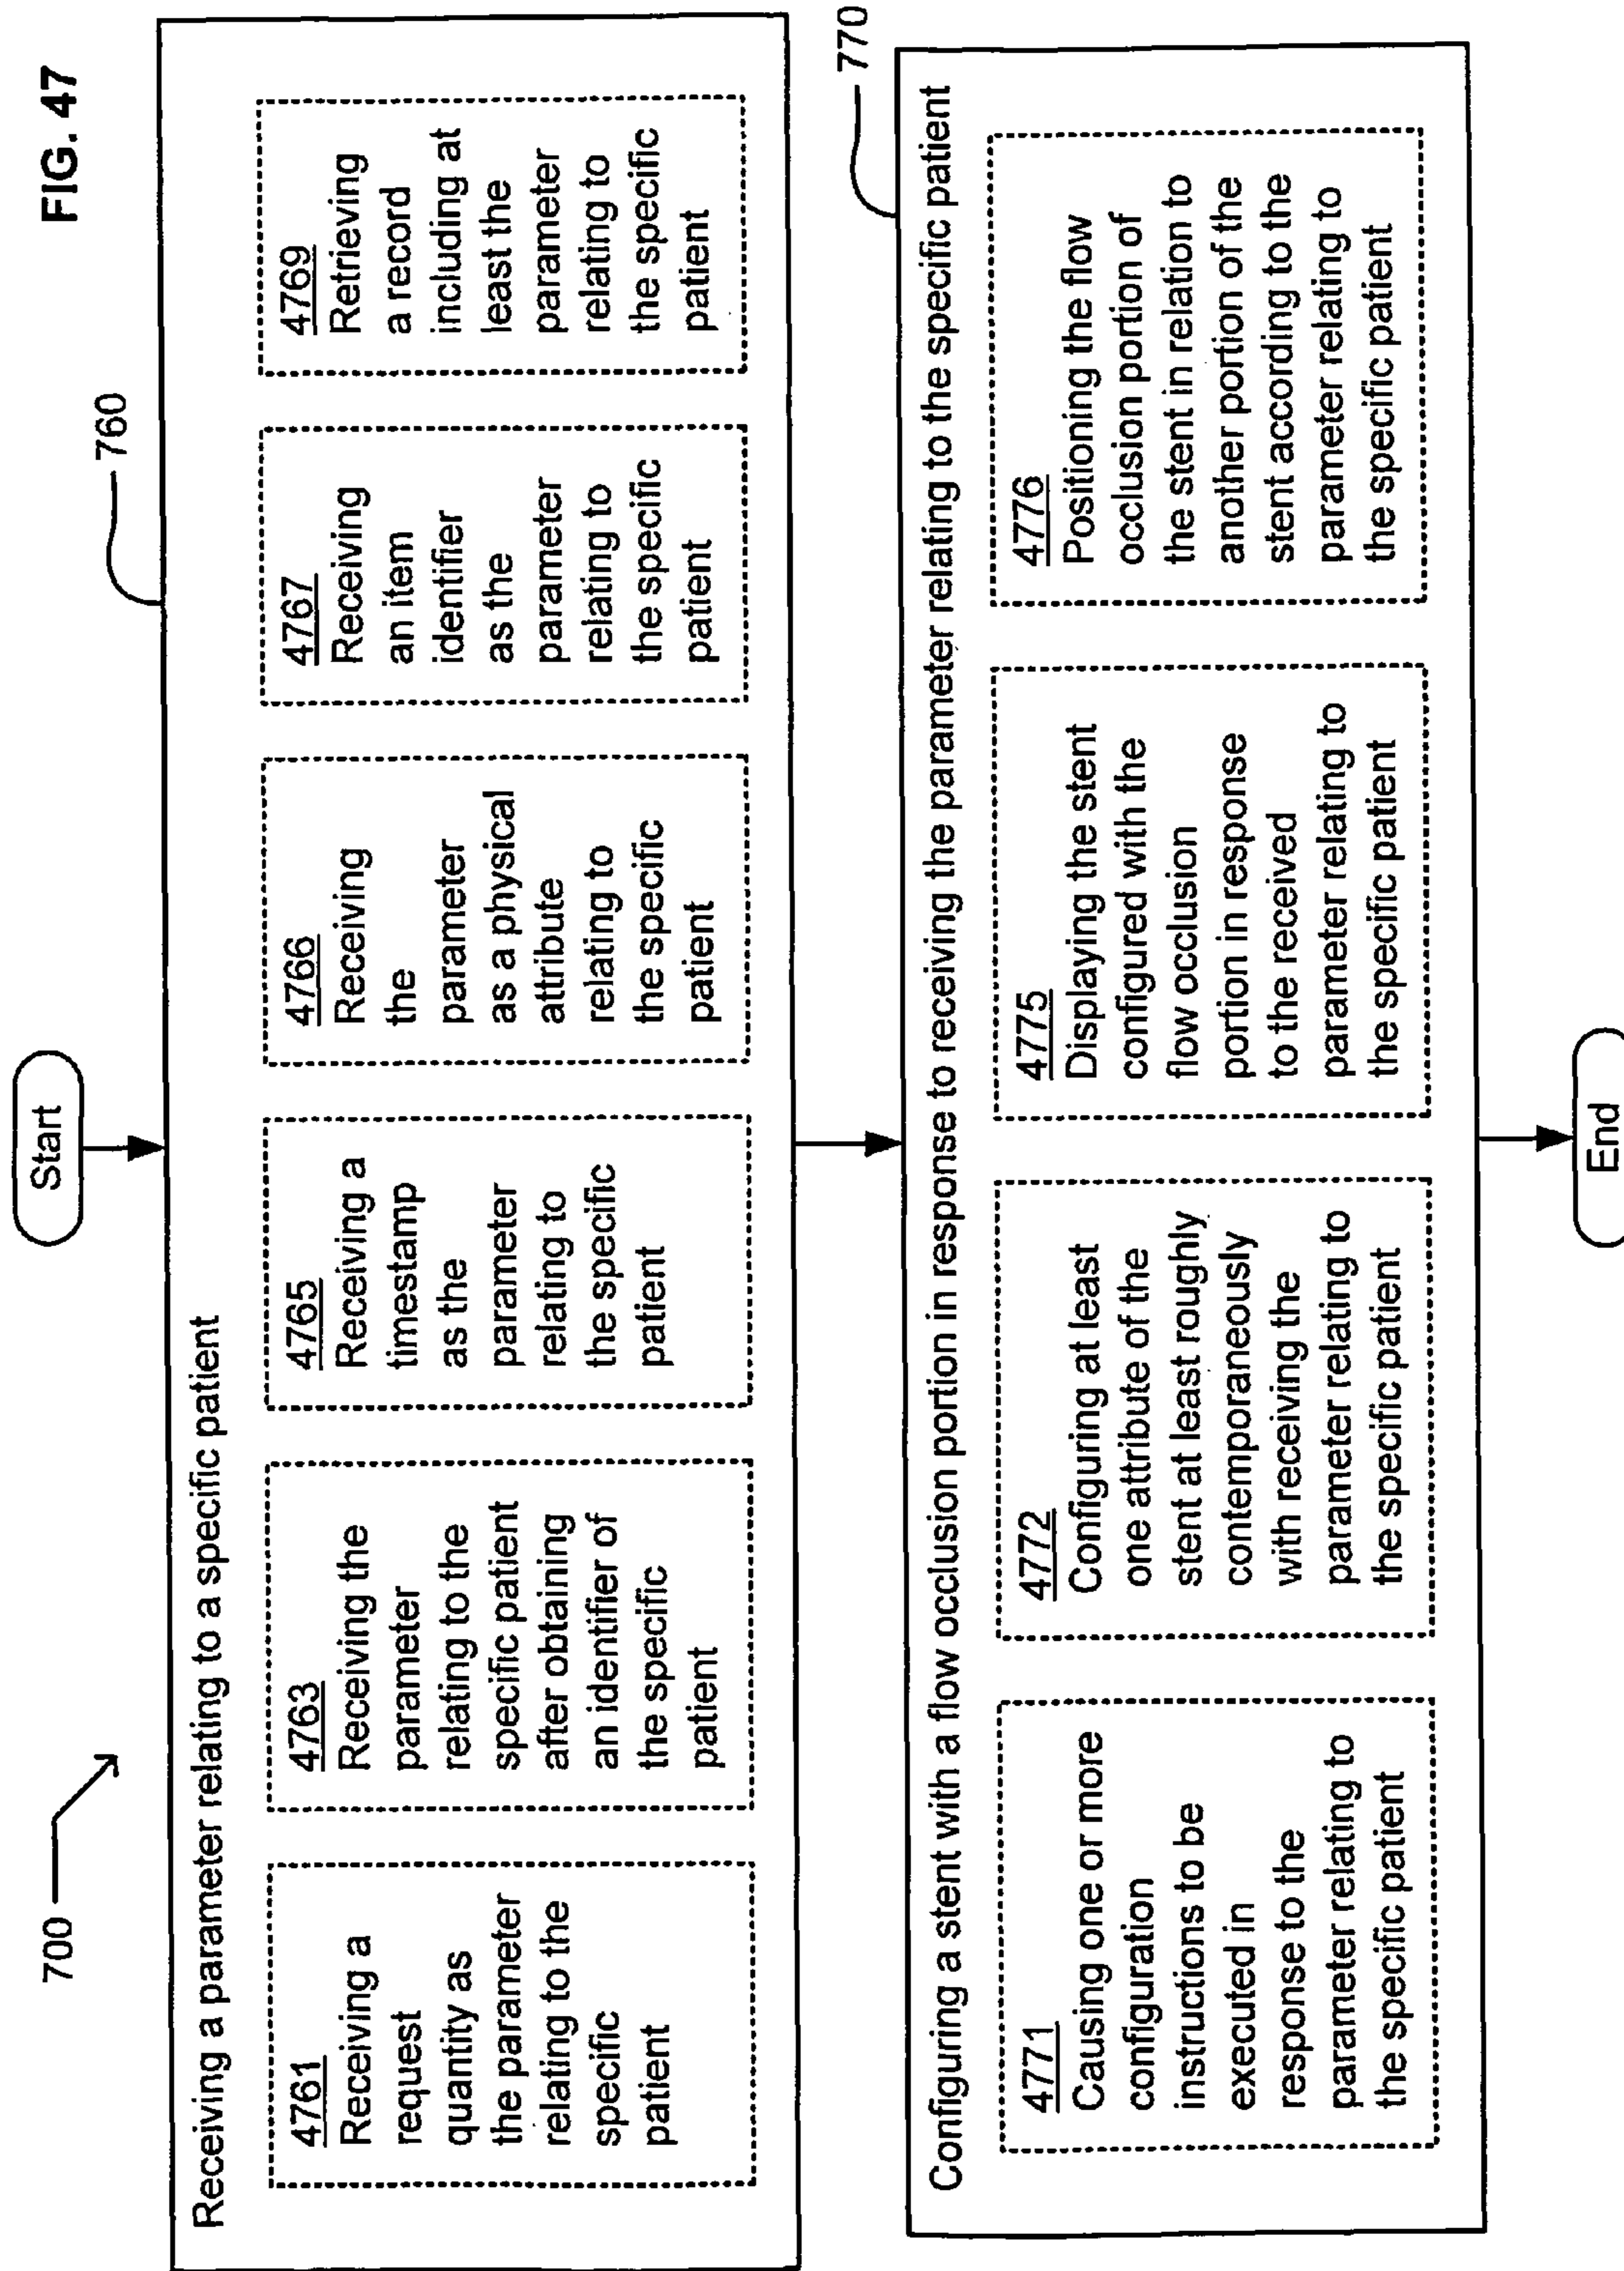 FIG. 47
700
Start
760
Receiving a parameter relating to a specific patient
4761
Receiving a
request
quantity as
the parameter
relating to the
specific
patient
4763
Receiving the
parameter
relating to the
specific patient
after obtaining
an identifier of
the specific
patient
4765
Receiving a
timestamp
as the
parameter
relating to
the specific
patient
4766
Receiving
the
parameter
as a physical
attribute
relating to
the specific
patient
4767
Receiving
an item
identifier
as the
parameter
relating to
the specific
patient
4769
Retrieving
a record
including at
least the
parameter
relating to
the specific
patient
770
Configuring a stent with a flow occlusion portion in response to receiving the parameter relating to the specific patient
4771
Causing one or more
configuration
instructions to be
executed in
response to the
parameter relating to
the specific patient
4772
Configuring at least
one attribute of the
stent at least roughly
contemporaneously
with receiving the
parameter relating to
the specific patient
4775
Displaying the stent
configured with the
flow occlusion
portion in response
to the received
parameter relating to
the specific patient
4776
Positioning the flow
occlusion portion of
the stent in relation to
another portion of the
stent according to the
parameter relating to
the specific patient
End